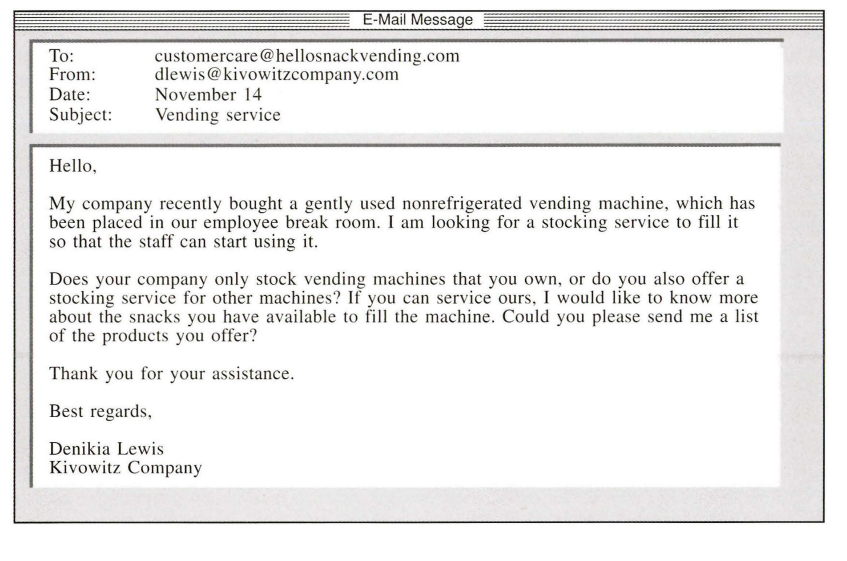 E-Mail Message
To: customercare@hellosnackvending.com
From: dlewis@kivowitzcompany.com
Date: November 14
Subject: Vending service
Hello,
My company recently bought a gently used nonrefrigerated vending machine, which has
been placed in our employee break room. I am looking for a stocking service to fill it
so that the staff can start using it.
Does your company only stock vending machines that you own, or do you also offer a
stocking service for other machines? If you can service ours, I would like to know more
about the snacks you have available to fill the machine. Could you please send me a list
of the products you offer?
Thank you for your assistance.
Best regards,
Denikia Lewis
Kivowitz Company